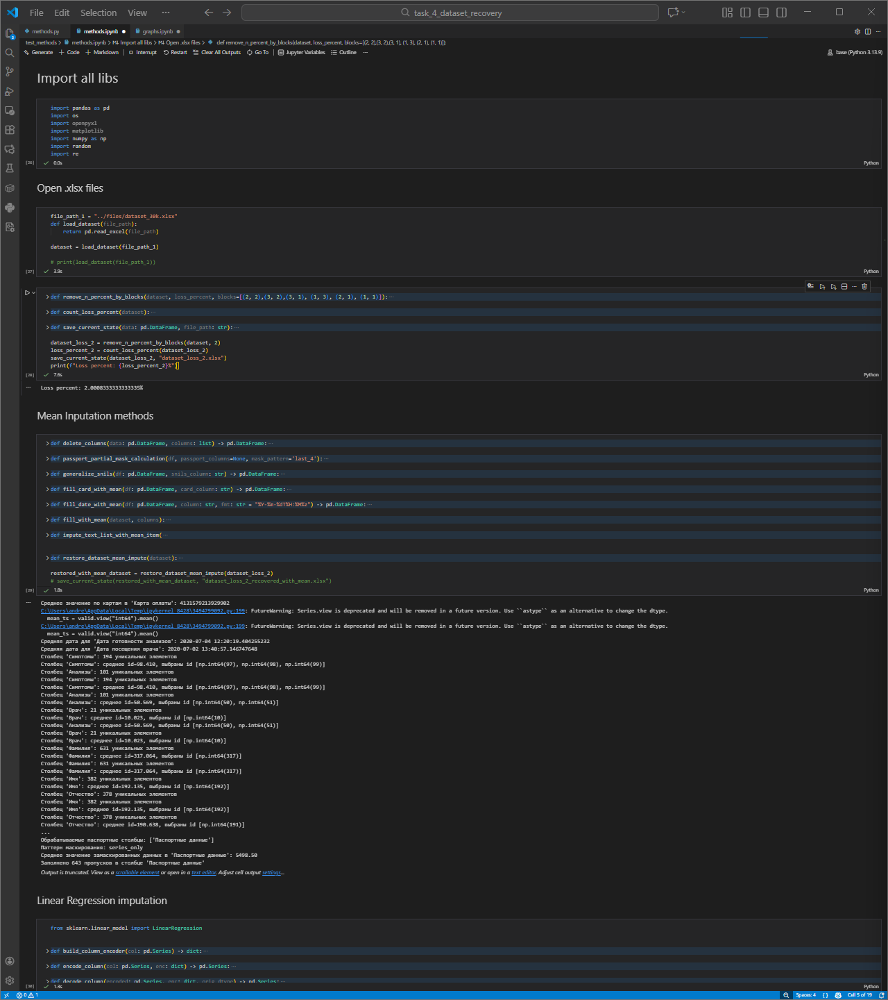 File Edit Selection View ··· task_4_dataset_recovery
methods.py methods.ipynb graphs.ipynb
test_methods > methods.ipynb > M↓ Import all libs > M↓ Open .xlsx files > def remove_n_percent_by_blocks(dataset, loss_percent, blocks=[(2, 2),(3, 2),(3, 1), (1, 3), (2, 1), (1, 1)]):
Generate + Code + Markdown Interrupt Restart Clear All Outputs Go To Jupyter Variables Outline ··· base (Python 3.13.9)
Import all libs
import pandas as pd
import os
import openpyxl
import matplotlib
import numpy as np
import random
import re
[26] 0.0s Python
Open .xlsx files
file_path_1 = "../files/dataset_30k.xlsx"
def load_dataset(file_path):
return pd.read_excel(file_path)
dataset = load_dataset(file_path_1)
# print(load_dataset(file_path_1))
[27] 3.9s Python
def remove_n_percent_by_blocks(dataset, loss_percent, blocks=[(2, 2),(3, 2),(3, 1), (1, 3), (2, 1), (1, 1)]): ···
def count_loss_percent(dataset): ···
def save_current_state(data: pd.DataFrame, file_path: str): ···
dataset_loss_2 = remove_n_percent_by_blocks(dataset, 2)
loss_percent_2 = count_loss_percent(dataset_loss_2)
save_current_state(dataset_loss_2, "dataset_loss_2.xlsx")
print(f"Loss percent: {loss_percent_2}%")
[28] 7.6s Python
Loss percent: 2.0008333333333335%
Mean Inputation methods
def delete_columns(data: pd.DataFrame, columns: list) -> pd.DataFrame: ···
def passport_partial_mask_calculation(df, passport_columns=None, mask_pattern='last_4'): ···
def generalize_snils(df: pd.DataFrame, snils_column: str) -> pd.DataFrame: ···
def fill_card_with_mean(df: pd.DataFrame, card_column: str) -> pd.DataFrame: ···
def fill_date_with_mean(df: pd.DataFrame, column: str, fmt: str = "%Y-%m-%dT%H:%M%z") -> pd.DataFrame: ···
def fill_with_mean(dataset, columns): ···
def impute_text_list_with_mean_item( ···
def restore_dataset_mean_impute(dataset): ···
restored_with_mean_dataset = restore_dataset_mean_impute(dataset_loss_2)
# save_current_state(restored_with_mean_dataset, "dataset_loss_2_recovered_with_mean.xlsx")
[29] 1.8s Python
Среднее значение по картам в 'Карта оплаты': 4131579213929902
C:\Users\andre\AppData\Local\Temp\ipykernel_8428\3494799092.py:199: FutureWarning: Series.view is deprecated and will be removed in a future version. Use ``astype`` as an alternative to change the dtype.
mean_ts = valid.view("int64").mean()
C:\Users\andre\AppData\Local\Temp\ipykernel_8428\3494799092.py:199: FutureWarning: Series.view is deprecated and will be removed in a future version. Use ``astype`` as an alternative to change the dtype.
mean_ts = valid.view("int64").mean()
Средняя дата для 'Дата готовности анализов': 2020-07-04 12:20:19.404255232
Средняя дата для 'Дата посещения врача': 2020-07-02 13:40:57.146747648
Столбец 'Симптомы': 194 уникальных элементов
Столбец 'Симптомы': среднее id=98.410, выбраны id [np.int64(97), np.int64(98), np.int64(99)]
Столбец 'Анализы': 101 уникальных элементов
Столбец 'Симптомы': 194 уникальных элементов
Столбец 'Симптомы': среднее id=98.410, выбраны id [np.int64(97), np.int64(98), np.int64(99)]
Столбец 'Анализы': 101 уникальных элементов
Столбец 'Анализы': среднее id=50.569, выбраны id [np.int64(50), np.int64(51)]
Столбец 'Врач': 21 уникальных элементов
Столбец 'Врач': среднее id=10.023, выбраны id [np.int64(10)]
Столбец 'Анализы': среднее id=50.569, выбраны id [np.int64(50), np.int64(51)]
Столбец 'Врач': 21 уникальных элементов
Столбец 'Врач': среднее id=10.023, выбраны id [np.int64(10)]
Столбец 'Фамилия': 631 уникальных элементов
Столбец 'Фамилия': среднее id=317.064, выбраны id [np.int64(317)]
Столбец 'Фамилия': 631 уникальных элементов
Столбец 'Фамилия': среднее id=317.064, выбраны id [np.int64(317)]
Столбец 'Имя': 382 уникальных элементов
Столбец 'Имя': среднее id=192.135, выбраны id [np.int64(192)]
Столбец 'Отчество': 378 уникальных элементов
Столбец 'Имя': 382 уникальных элементов
Столбец 'Имя': среднее id=192.135, выбраны id [np.int64(192)]
Столбец 'Отчество': 378 уникальных элементов
Столбец 'Отчество': среднее id=190.638, выбраны id [np.int64(191)]
...
Обрабатываемые паспортные столбцы: ['Паспортные данные']
Паттерн маскирования: series_only
Среднее значение замаскированных данных в 'Паспортные данные': 5498.50
Заполнено 643 пропусков в столбце 'Паспортные данные'
Output is truncated. View as a scrollable element or open in a text editor. Adjust cell output settings...
Linear Regression imputation
from sklearn.linear_model import LinearRegression
def build_column_encoder(col: pd.Series) -> dict: ···
def encode_column(col: pd.Series, enc: dict) -> pd.Series: ···
def decode_column(encoded: pd.Series, enc: dict, orig_dtype) -> pd.Series: ···
[30] 1.3s Python
0 1 Spaces: 4 { } Cell 5 of 19